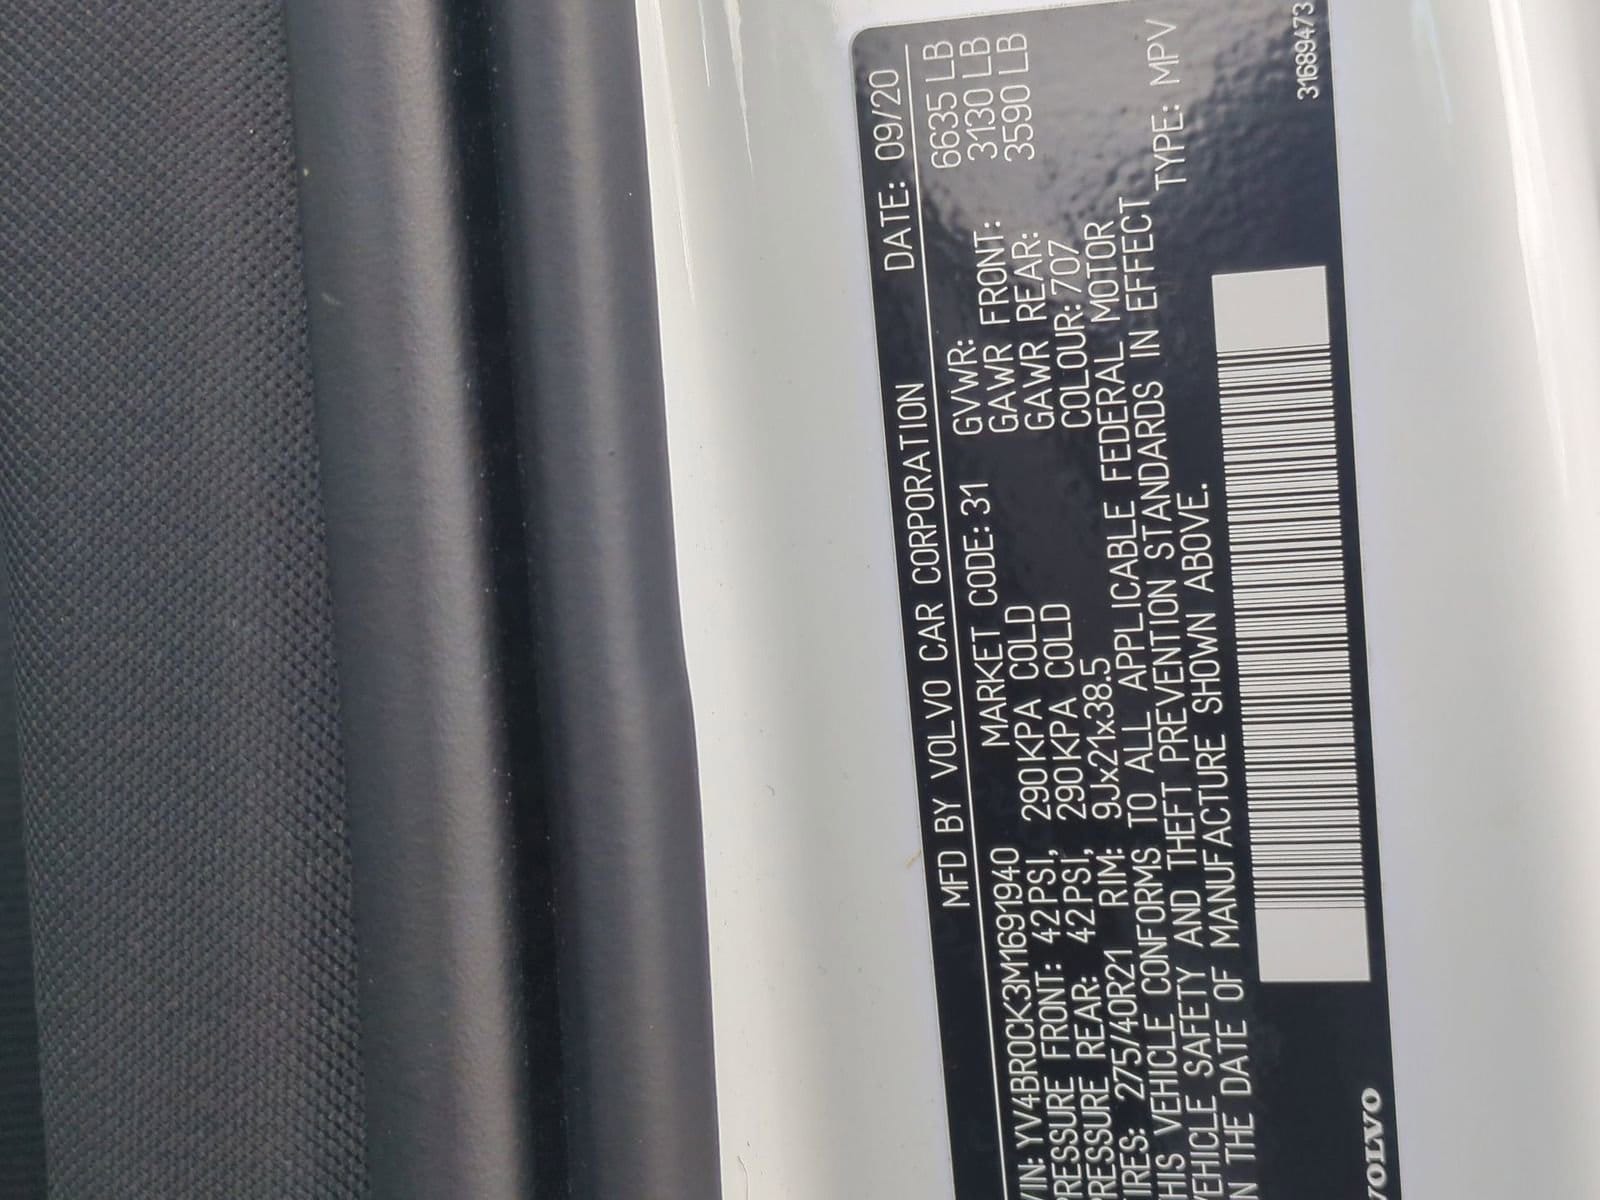 MFD BY VOLVO CAR CORPORATION DATE: 09/20
VIN: YV4BR0CK3M1691940 MARKET CODE: 31 GVWR: 6635 LB
PRESSURE FRONT: 42PSI, 290KPA COLD GAWR FRONT: 3130 LB
PRESSURE REAR: 42PSI, 290KPA COLD GAWR REAR: 3590 LB
IRES: 275/40R21 RIM: 9Jx21x38.5 COLOUR: 707
HIS VEHICLE CONFORMS TO ALL APPLICABLE FEDERAL MOTOR
VEHICLE SAFETY AND THEFT PREVENTION STANDARDS IN EFFECT TYPE: MPV
N THE DATE OF MANUFACTURE SHOWN ABOVE.
VOLVO
31689473